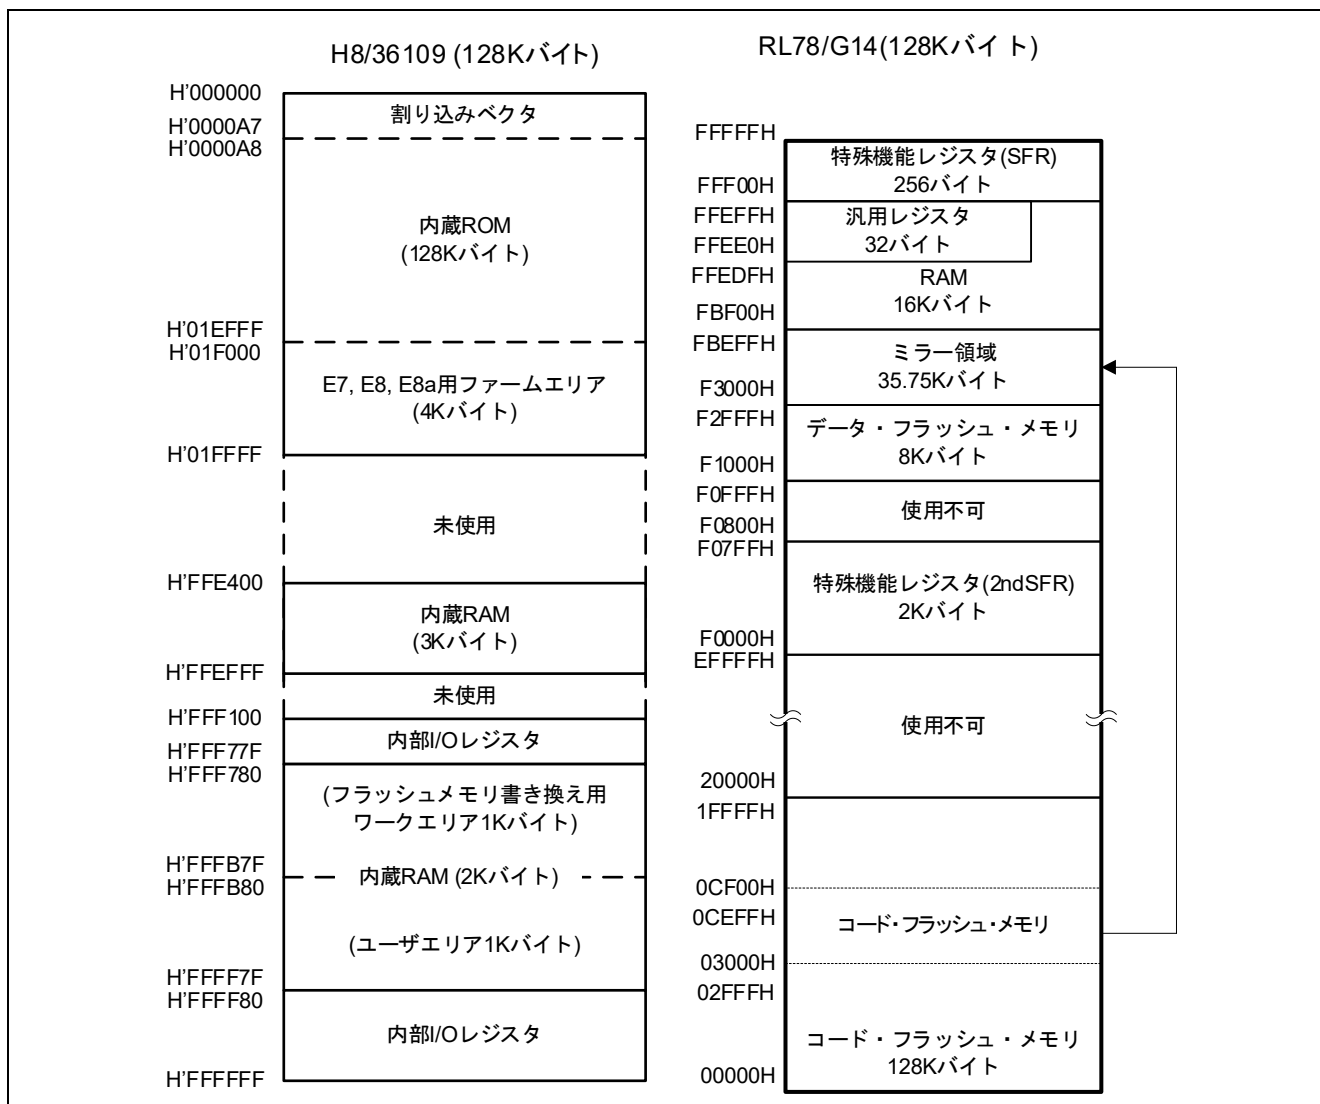 H8/36109 (128Kバイト)
H'000000
割り込みベクタ
H'0000A7
H'0000A8
内蔵ROM
(128Kバイト)
H'01EFFF
H'01F000
E7, E8, E8a用ファームエリア
(4Kバイト)
H'01FFFF
未使用
H'FFE400
内蔵RAM
(3Kバイト)
H'FFEFFF
未使用
H'FFF100
内部I/Oレジスタ
H'FFF77F
H'FFF780
(フラッシュメモリ書き換え用
ワークエリア1Kバイト)
H'FFFB7F
内蔵RAM (2Kバイト)
H'FFFB80
(ユーザエリア1Kバイト)
H'FFFF7F
H'FFFF80
内部I/Oレジスタ
H'FFFFFF
RL78/G14(128Kバイト)
FFFFFH
特殊機能レジスタ(SFR)
256バイト
FFF00H
FFEFFH
汎用レジスタ
32バイト
FFEE0H
FFEDFH
RAM
16Kバイト
FBF00H
FBEFFH
ミラー領域
35.75Kバイト
F3000H
F2FFFH
データ・フラッシュ・メモリ
8Kバイト
F1000H
F0FFFH
使用不可
F0800H
F07FFH
特殊機能レジスタ(2ndSFR)
2Kバイト
F0000H
EFFFFH
使用不可
20000H
1FFFFH
0CF00H
0CEFFH
コード・フラッシュ・メモリ
03000H
02FFFH
コード・フラッシュ・メモリ
128Kバイト
00000H